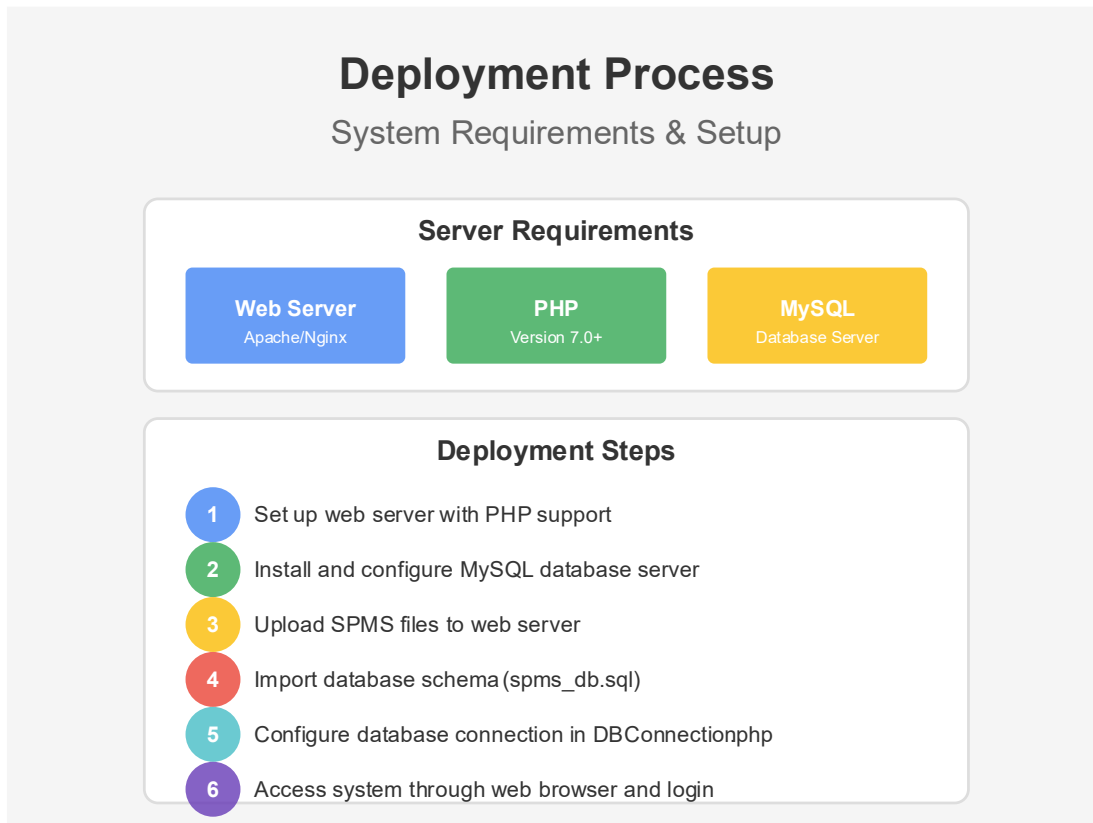 Deployment Process
System Requirements & Setup
Server Requirements
Web Server
Apache/Nginx
PHP
Version 7.0+
MySQL
Database Server
Deployment Steps
1 Set up web server with PHP support
2 Install and configure MySQL database server
3 Upload SPMS files to web server
4 Import database schema (spms_db.sql)
5 Configure database connection in DBConnectionphp
6 Access system through web browser and login